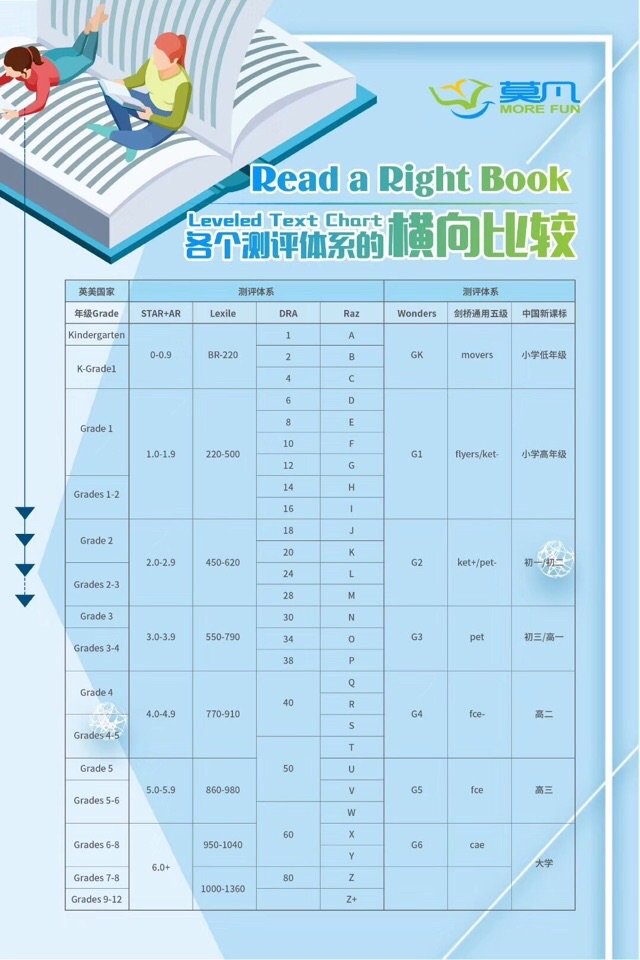 莫凡
MORE FUN
Read a Right Book
Leveled Text Chart
各个测评体系的横向比较
英美国家 测评体系 测评体系
年级Grade STAR+AR Lexile DRA Raz Wonders 剑桥通用五级 中国新课标
Kindergarten 1 A
0-0.9 BR-220 2 B GK movers 小学低年级
K-Grade1
4 C
6 D
Grade 1 8 E
10 F
1.0-1.9 220-500 12 G G1 flyers/ket- 小学高年级
14 H
Grades 1-2
16 I
18 J
Grade 2
20 K
2.0-2.9 450-620 G2 ket+/pet- 初一/初二
24 L
Grades 2-3
28 M
Grade 3 30 N
3.0-3.9 550-790 34 O G3 pet 初三/高一
Grades 3-4
38 P
Q
Grade 4
40 R
4.0-4.9 770-910 S G4 fce- 高二
Grades 4-5
T
Grade 5 50 U
5.0-5.9 860-980 V G5 fce 高三
Grades 5-6
W
60 X
Grades 6-8 950-1040 G6 cae
Y
6.0+ 大学
Grades 7-8 80 Z
1000-1360
Grades 9-12 Z+